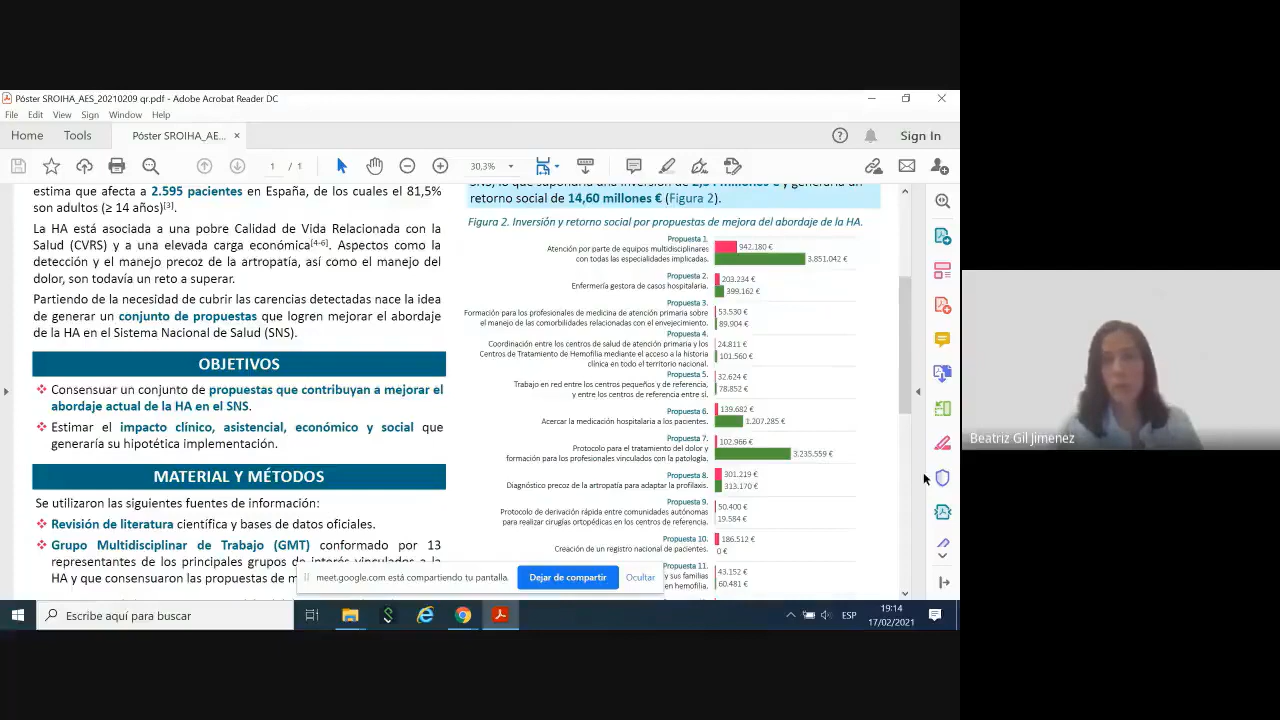 Póster SROIHA_AES_20210209 qr.pdf - Adobe Acrobat Reader DC
File Edit View Sign Window Help
Home Tools Póster SROIHA_AE... × Sign In
1 / 1 30,3%
estima que afecta a 2.595 pacientes en España, de los cuales el 81,5%
son adultos (≥ 14 años)[3].
La HA está asociada a una pobre Calidad de Vida Relacionada con la
Salud (CVRS) y a una elevada carga económica[4-6]. Aspectos como la
detección y el manejo precoz de la artropatía, así como el manejo del
dolor, son todavía un reto a superar.
Partiendo de la necesidad de cubrir las carencias detectadas nace la idea
de generar un conjunto de propuestas que logren mejorar el abordaje
de la HA en el Sistema Nacional de Salud (SNS).
OBJETIVOS
Consensuar un conjunto de propuestas que contribuyan a mejorar el
abordaje actual de la HA en el SNS.
Estimar el impacto clínico, asistencial, económico y social que
generaría su hipotética implementación.
MATERIAL Y MÉTODOS
Se utilizaron las siguientes fuentes de información:
Revisión de literatura científica y bases de datos oficiales.
Grupo Multidisciplinar de Trabajo (GMT) conformado por 13
representantes de los principales grupos de interés vinculados a la
HA y que consensuaron las propuestas de m
SNS, lo que supondría una inversión de millones € y generaría un
retorno social de 14,60 millones € (Figura 2).
Figura 2. Inversión y retorno social por propuestas de mejora del abordaje de la HA.
Propuesta 1.
Atención por parte de equipos multidisciplinares
con todas las especialidades implicadas.
942.180 €
3.851.042 €
Propuesta 2.
Enfermería gestora de casos hospitalaria.
203.234 €
399.162 €
Propuesta 3.
Formación para los profesionales de medicina de atención primaria sobre
el manejo de las comorbilidades relacionadas con el envejecimiento.
53.530 €
89.904 €
Propuesta 4.
Coordinación entre los centros de salud de atención primaria y los
Centros de Tratamiento de Hemofilia mediante el acceso a la historia
clínica en todo el territorio nacional.
24.811 €
101.560 €
Propuesta 5.
Trabajo en red entre los centros pequeños y de referencia,
y entre los centros de referencia entre sí.
32.624 €
78.852 €
Propuesta 6.
Acercar la medicación hospitalaria a los pacientes.
139.682 €
1.207.285 €
Propuesta 7.
Protocolo para el tratamiento del dolor y
formación para los profesionales vinculados con la patología.
102.966 €
3.235.559 €
Propuesta 8.
Diagnóstico precoz de la artropatía para adaptar la profilaxis.
301.219 €
313.170 €
Propuesta 9.
Protocolo de derivación rápida entre comunidades autónomas
para realizar cirugías ortopédicas en los centros de referencia.
50.400 €
19.584 €
Propuesta 10.
Creación de un registro nacional de pacientes.
186.512 €
0 €
Propuesta 11.
y sus familias
en hemofilia.
43.152 €
60.481 €
meet.google.com está compartiendo tu pantalla. Dejar de compartir Ocultar
Escribe aquí para buscar
ESP
19:14
17/02/2021
Beatriz Gil Jimenez